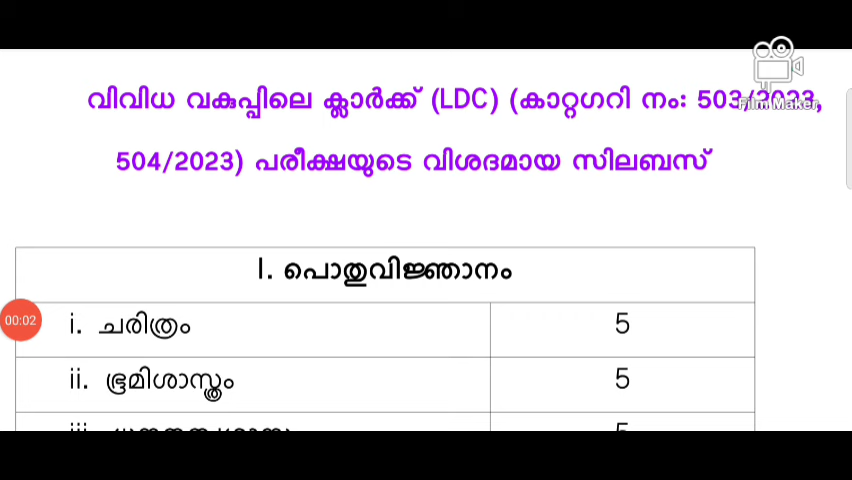 വിവിധ വകുപ്പിലെ ക്ലാർക്ക് (LDC) (കാറ്റഗറി നം: 503/2023,
Film Maker
504/2023) പരീക്ഷയുടെ വിശദമായ സിലബസ്
I. പൊതുവിജ്ഞാനം
00:02
i. ചരിത്രം 5
ii. ഭൂമിശാസ്ത്രം 5